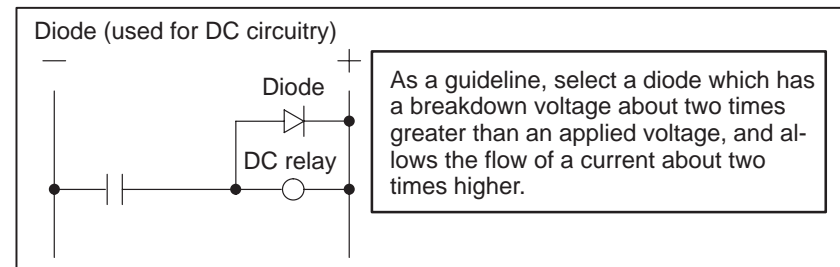 Diode (used for DC circuitry)
— +
Diode
DC relay
As a guideline, select a diode which has
a breakdown voltage about two times
greater than an applied voltage, and al-
lows the flow of a current about two
times higher.